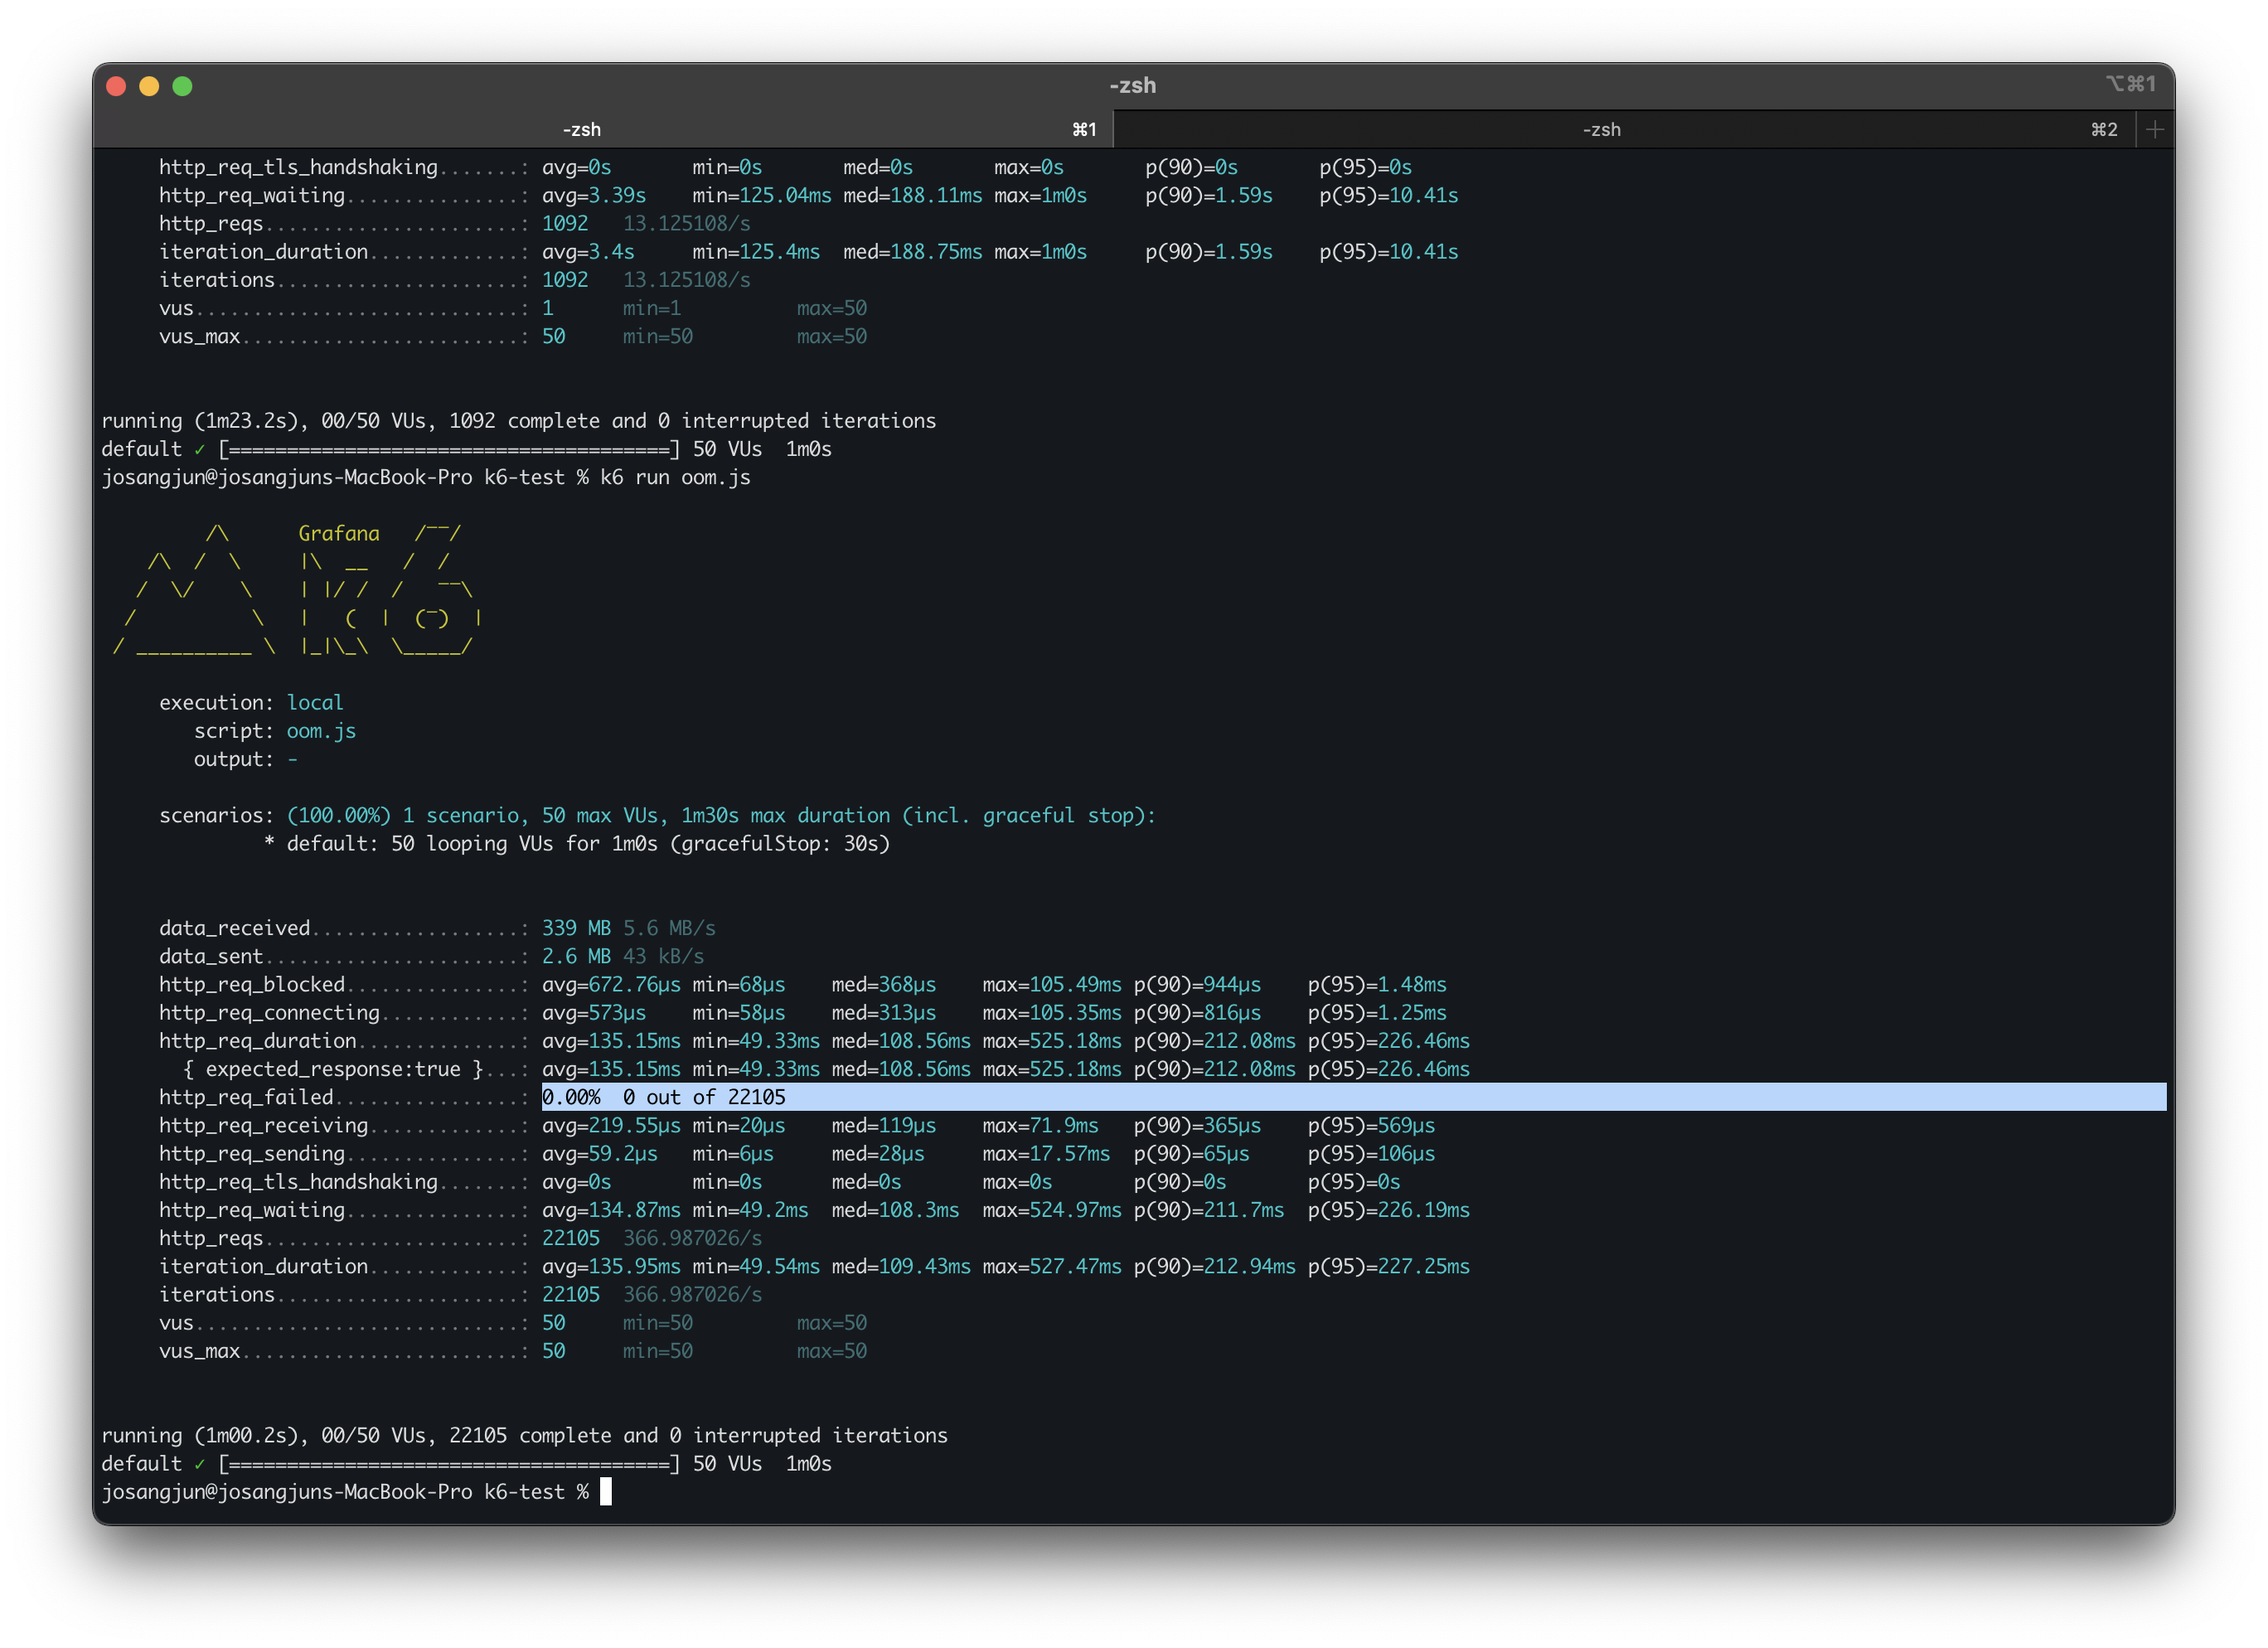 -zsh ⌥⌘1
-zsh ⌘1 -zsh ⌘2 +
http_req_tls_handshaking.......: avg=0s min=0s med=0s max=0s p(90)=0s p(95)=0s
http_req_waiting...............: avg=3.39s min=125.04ms med=188.11ms max=1m0s p(90)=1.59s p(95)=10.41s
http_reqs......................: 1092 13.125108/s
iteration_duration.............: avg=3.4s min=125.4ms med=188.75ms max=1m0s p(90)=1.59s p(95)=10.41s
iterations.....................: 1092 13.125108/s
vus............................: 1 min=1 max=50
vus_max........................: 50 min=50 max=50
running (1m23.2s), 00/50 VUs, 1092 complete and 0 interrupted iterations
default ✓ [======================================] 50 VUs 1m0s
josangjun@josangjuns-MacBook-Pro k6-test % k6 run oom.js
         /\      Grafana   /‾‾/
    /\  /  \     |\  __   /  /
   /  \/    \    | |/ /  /   ‾‾\
  /          \   |   (  |  (‾)  |
 / __________ \  |_|\_\  \_____/
execution: local
script: oom.js
output: -
scenarios: (100.00%) 1 scenario, 50 max VUs, 1m30s max duration (incl. graceful stop):
* default: 50 looping VUs for 1m0s (gracefulStop: 30s)
data_received..................: 339 MB 5.6 MB/s
data_sent......................: 2.6 MB 43 kB/s
http_req_blocked...............: avg=672.76µs min=68µs med=368µs max=105.49ms p(90)=944µs p(95)=1.48ms
http_req_connecting............: avg=573µs min=58µs med=313µs max=105.35ms p(90)=816µs p(95)=1.25ms
http_req_duration..............: avg=135.15ms min=49.33ms med=108.56ms max=525.18ms p(90)=212.08ms p(95)=226.46ms
{ expected_response:true }...: avg=135.15ms min=49.33ms med=108.56ms max=525.18ms p(90)=212.08ms p(95)=226.46ms
http_req_failed................: 0.00% 0 out of 22105
http_req_receiving.............: avg=219.55µs min=20µs med=119µs max=71.9ms p(90)=365µs p(95)=569µs
http_req_sending...............: avg=59.2µs min=6µs med=28µs max=17.57ms p(90)=65µs p(95)=106µs
http_req_tls_handshaking.......: avg=0s min=0s med=0s max=0s p(90)=0s p(95)=0s
http_req_waiting...............: avg=134.87ms min=49.2ms med=108.3ms max=524.97ms p(90)=211.7ms p(95)=226.19ms
http_reqs......................: 22105 366.987026/s
iteration_duration.............: avg=135.95ms min=49.54ms med=109.43ms max=527.47ms p(90)=212.94ms p(95)=227.25ms
iterations.....................: 22105 366.987026/s
vus............................: 50 min=50 max=50
vus_max........................: 50 min=50 max=50
running (1m00.2s), 00/50 VUs, 22105 complete and 0 interrupted iterations
default ✓ [======================================] 50 VUs 1m0s
josangjun@josangjuns-MacBook-Pro k6-test %